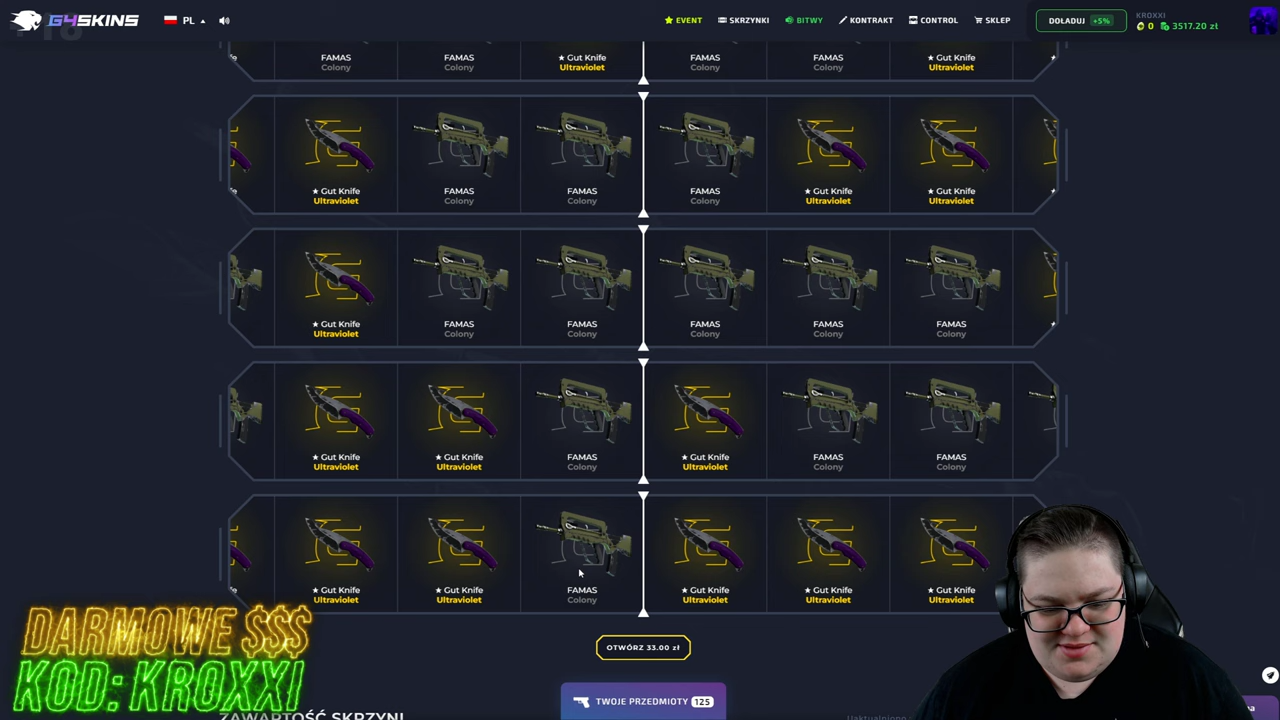 G4SKINS PL EVENT SKRZYNKI BITWY KONTRAKT CONTROL SKLEP DOŁADUJ +5% KROXXI
+18 0 3517.20 zł
FAMAS FAMAS ★ Gut Knife FAMAS FAMAS ★ Gut Knife
Colony Colony Ultraviolet Colony Colony Ultraviolet
★ Gut Knife FAMAS FAMAS FAMAS ★ Gut Knife ★ Gut Knife
Ultraviolet Colony Colony Colony Ultraviolet Ultraviolet
★ Gut Knife FAMAS FAMAS FAMAS FAMAS FAMAS
Ultraviolet Colony Colony Colony Colony Colony
★ Gut Knife ★ Gut Knife FAMAS ★ Gut Knife FAMAS FAMAS
Ultraviolet Ultraviolet Colony Ultraviolet Colony Colony
★ Gut Knife ★ Gut Knife FAMAS ★ Gut Knife ★ Gut Knife ★ Gut Knife
Ultraviolet Ultraviolet Colony Ultraviolet Ultraviolet Ultraviolet
DARMOWE $$$
KOD: KROXXI
OTWÓRZ 33.00 zł
TWOJE PRZEDMIOTY 125
ZAWARTOŚĆ SKRZYNI
Uaktualniono